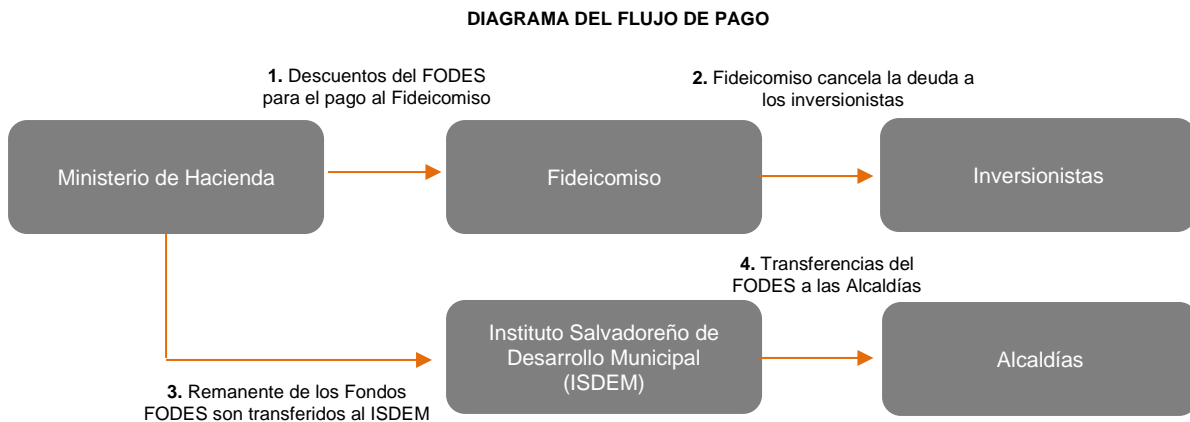 DIAGRAMA DEL FLUJO DE PAGO
1. Descuentos del FODES
para el pago al Fideicomiso
2. Fideicomiso cancela la deuda a
los inversionistas
Ministerio de Hacienda
Fideicomiso
Inversionistas
4. Transferencias del
FODES a las Alcaldías
Instituto Salvadoreño de
Desarrollo Municipal
(ISDEM)
Alcaldías
3. Remanente de los Fondos
FODES son transferidos al ISDEM